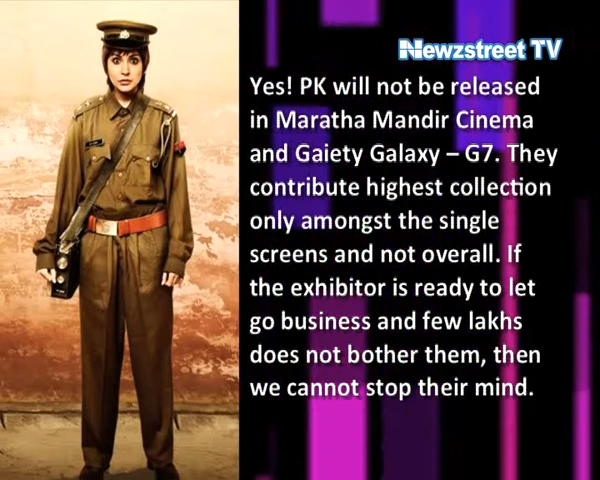 Newzstreet TV
Yes! PK will not be released
in Maratha Mandir Cinema
and Gaiety Galaxy – G7. They
contribute highest collection
only amongst the single
screens and not overall. If
the exhibitor is ready to let
go business and few lakhs
does not bother them, then
we cannot stop their mind.